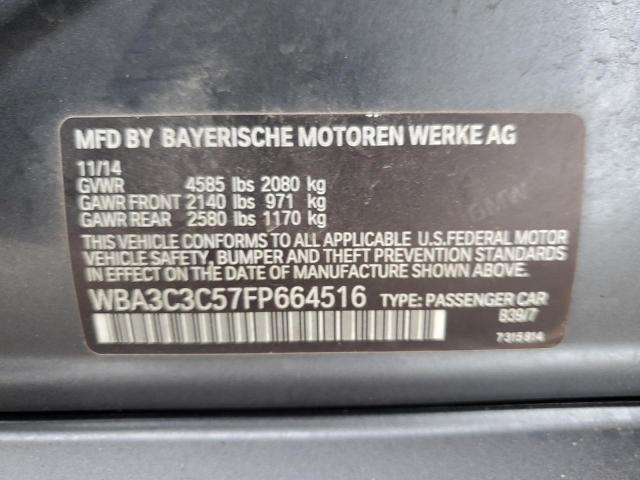 MFD BY BAYERISCHE MOTOREN WERKE AG
11/14
GVWR 4585 lbs 2080 kg
GAWR FRONT 2140 lbs 971 kg
GAWR REAR 2580 lbs 1170 kg
THIS VEHICLE CONFORMS TO ALL APPLICABLE U.S.FEDERAL MOTOR
VEHICLE SAFETY, BUMPER AND THEFT PREVENTION STANDARDS
IN EFFECT ON THE DATE OF MANUFACTURE SHOWN ABOVE.
WBA3C3C57FP664516 TYPE: PASSENGER CAR
B39/7
7315814
BMW